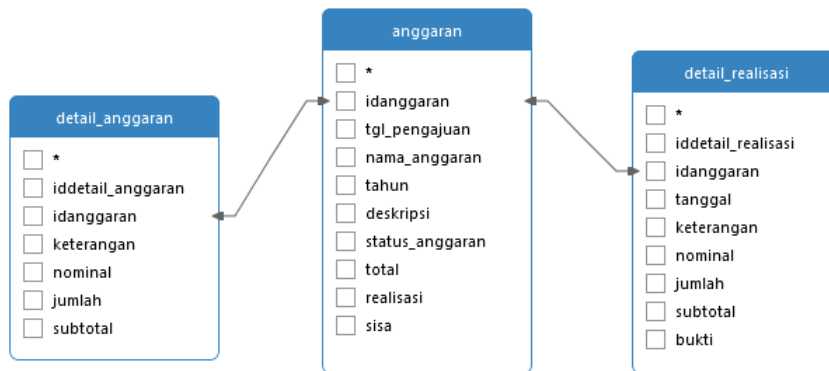 detail_anggaran
*
iddetail_anggaran
idanggaran
keterangan
nominal
jumlah
subtotal
anggaran
*
idanggaran
tgl_pengajuan
nama_anggaran
tahun
deskripsi
status_anggaran
total
realisasi
sisa
detail_realisasi
*
iddetail_realisasi
idanggaran
tanggal
keterangan
nominal
jumlah
subtotal
bukti